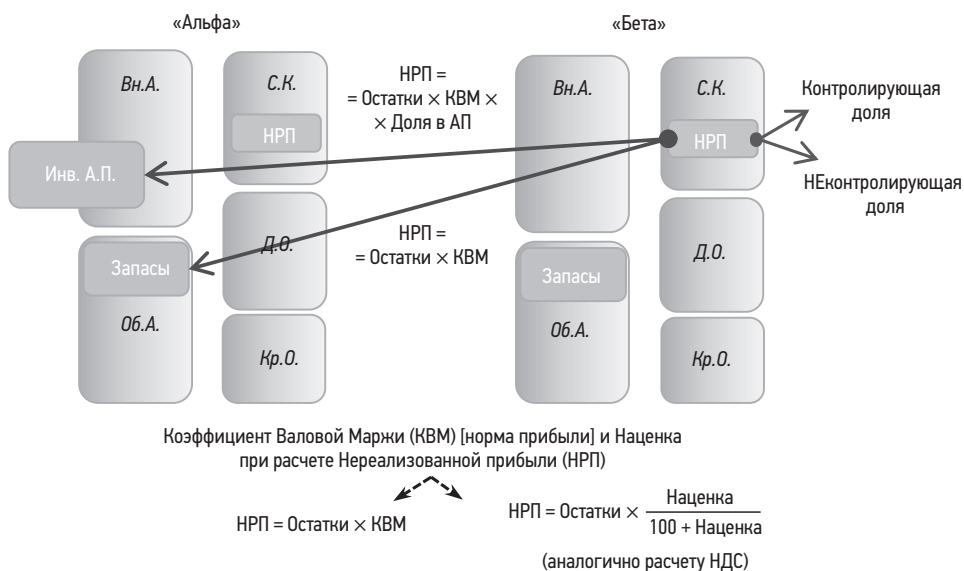 «Альфа»
«Бета»
Вн.А.
С.К.
НРП
Инв. А.П.
Д.О.
Запасы
Об.А.
Кр.О.
НРП =
= Остатки × КВМ ×
× Доля в АП
НРП =
= Остатки × КВМ
Вн.А.
С.К.
НРП
Д.О.
Запасы
Об.А.
Кр.О.
Контролирующая
доля
НЕконтролирующая
доля
Коэффициент Валовой Маржи (КВМ) [норма прибыли] и Наценка
при расчете Нереализованной прибыли (НРП)
НРП = Остатки × КВМ
НРП = Остатки × Наценка
100 + Наценка
(аналогично расчету НДС)